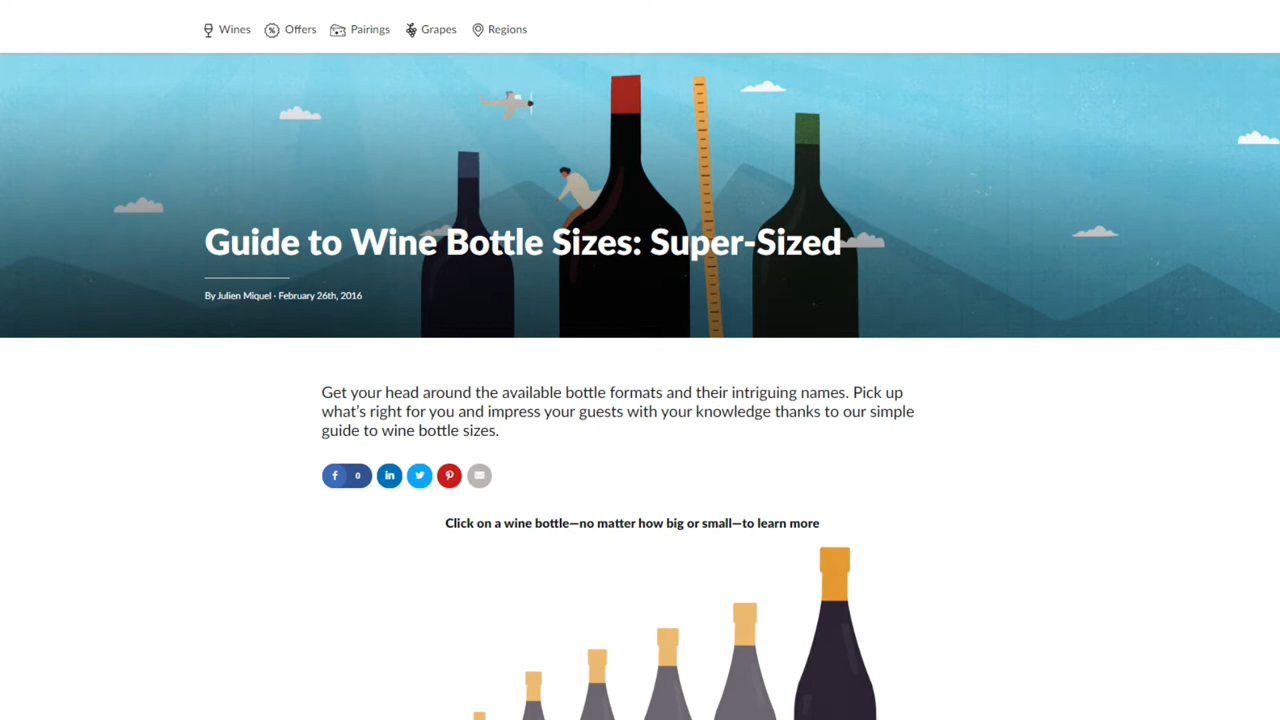 Wines Offers Pairings Grapes Regions
Guide to Wine Bottle Sizes: Super-Sized
By Julien Miquel · February 26th, 2016
Get your head around the available bottle formats and their intriguing names. Pick up
what's right for you and impress your guests with your knowledge thanks to our simple
guide to wine bottle sizes.
0
Click on a wine bottle—no matter how big or small—to learn more